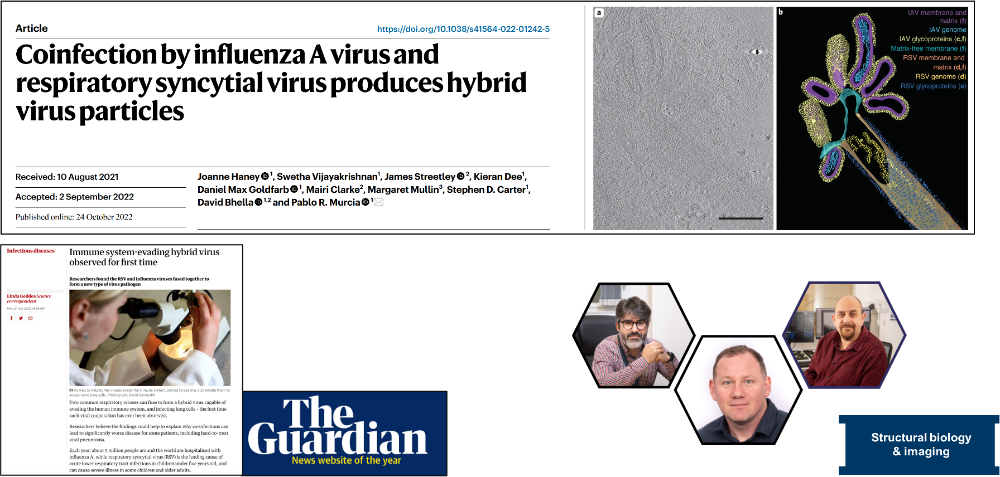 Article
https://doi.org/10.1038/s41564-022-01242-5
Coinfection by influenza A virus and
respiratory syncytial virus produces hybrid
virus particles
Received: 10 August 2021
Accepted: 2 September 2022
Published online: 24 October 2022
Joanne Haney iD 1, Swetha Vijayakrishnan1, James Streetley iD 2, Kieran Dee1,
Daniel Max Goldfarb iD 1, Mairi Clarke2, Margaret Mullin3, Stephen D. Carter1,
David Bhella iD 1,2 and Pablo R. Murcia iD 1
a
b
IAV membrane and
matrix (f)
IAV genome
IAV glycoproteins (c,f)
Matrix-free membrane (f)
RSV membrane and
matrix (d,f)
RSV genome (d)
RSV glycoproteins (e)
Infectious diseases
Linda Geddes Science
correspondent
Mon 24 Oct 2022 16.55 BST
Immune system-evading hybrid virus
observed for first time
Researchers found the RSV and influenza viruses fused together to
form a new type of virus pathogen
As well as helping the viruses evade the immune system, joining forces may also enable them to
access more lung cells. Photograph: David Davies/PA
Two common respiratory viruses can fuse to form a hybrid virus capable of
evading the human immune system, and infecting lung cells – the first time
such viral cooperation has ever been observed.
Researchers believe the findings could help to explain why co-infections can
lead to significantly worse disease for some patients, including hard-to-treat
viral pneumonia.
Each year, about 5 million people around the world are hospitalised with
influenza A, while respiratory syncytial virus (RSV) is the leading cause of
acute lower respiratory tract infections in children under five years old, and
can cause severe illness in some children and older adults.
The
Guardian
News website of the year
Structural biology
& imaging